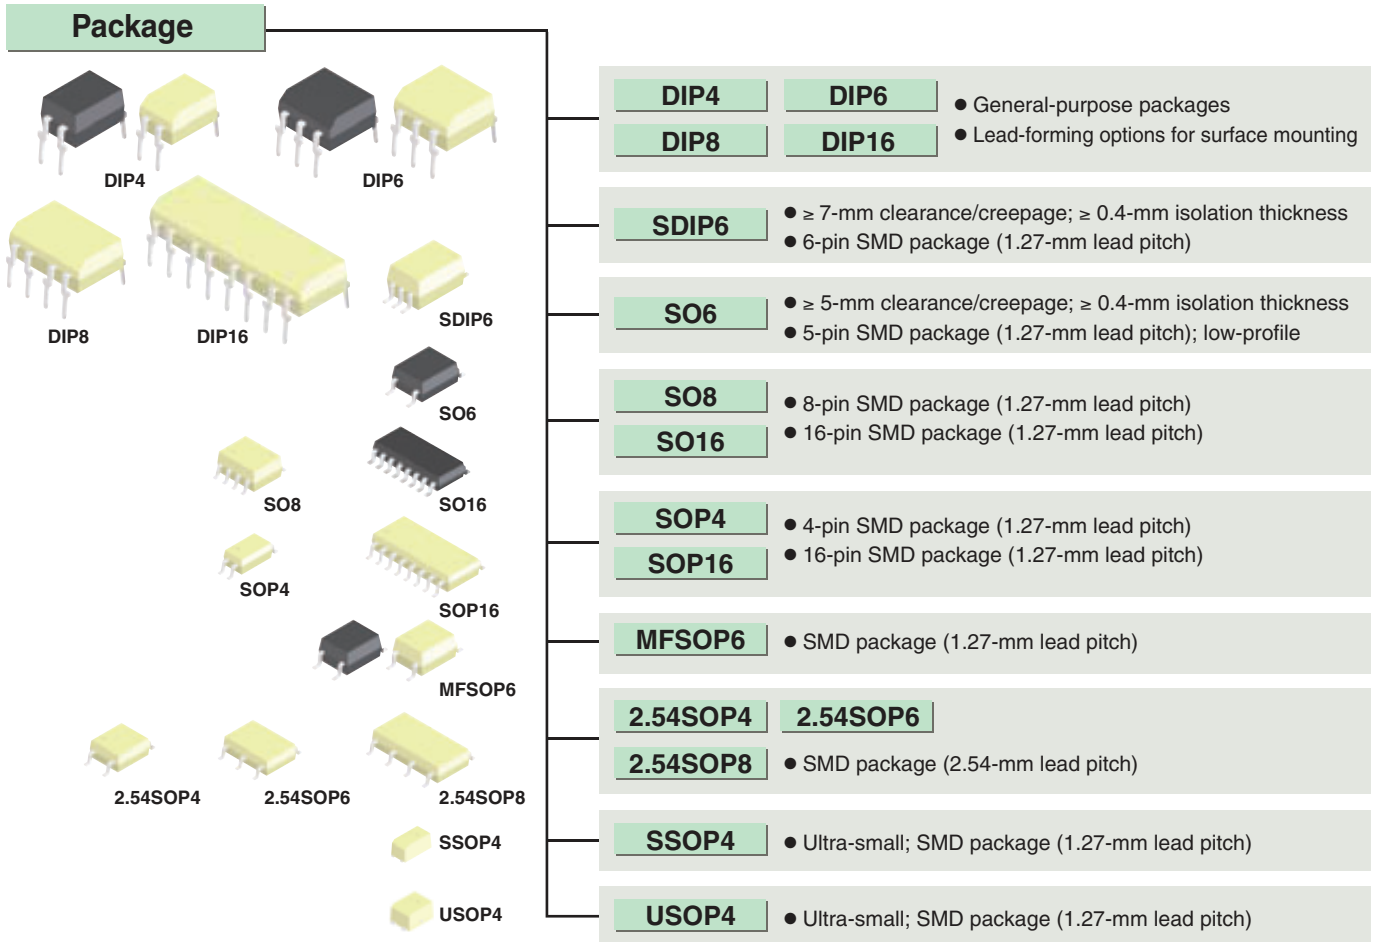 Package
DIP4
DIP6
DIP8
DIP16
SDIP6
SO6
SO8
SO16
SOP4
SOP16
MFSOP6
2.54SOP4
2.54SOP6
2.54SOP8
SSOP4
USOP4
DIP4
DIP6
DIP8
DIP16
● General-purpose packages
● Lead-forming options for surface mounting
SDIP6
● ≥ 7-mm clearance/creepage; ≥ 0.4-mm isolation thickness
● 6-pin SMD package (1.27-mm lead pitch)
SO6
● ≥ 5-mm clearance/creepage; ≥ 0.4-mm isolation thickness
● 5-pin SMD package (1.27-mm lead pitch); low-profile
SO8
SO16
● 8-pin SMD package (1.27-mm lead pitch)
● 16-pin SMD package (1.27-mm lead pitch)
SOP4
SOP16
● 4-pin SMD package (1.27-mm lead pitch)
● 16-pin SMD package (1.27-mm lead pitch)
MFSOP6
● SMD package (1.27-mm lead pitch)
2.54SOP4
2.54SOP6
2.54SOP8
● SMD package (2.54-mm lead pitch)
SSOP4
● Ultra-small; SMD package (1.27-mm lead pitch)
USOP4
● Ultra-small; SMD package (1.27-mm lead pitch)